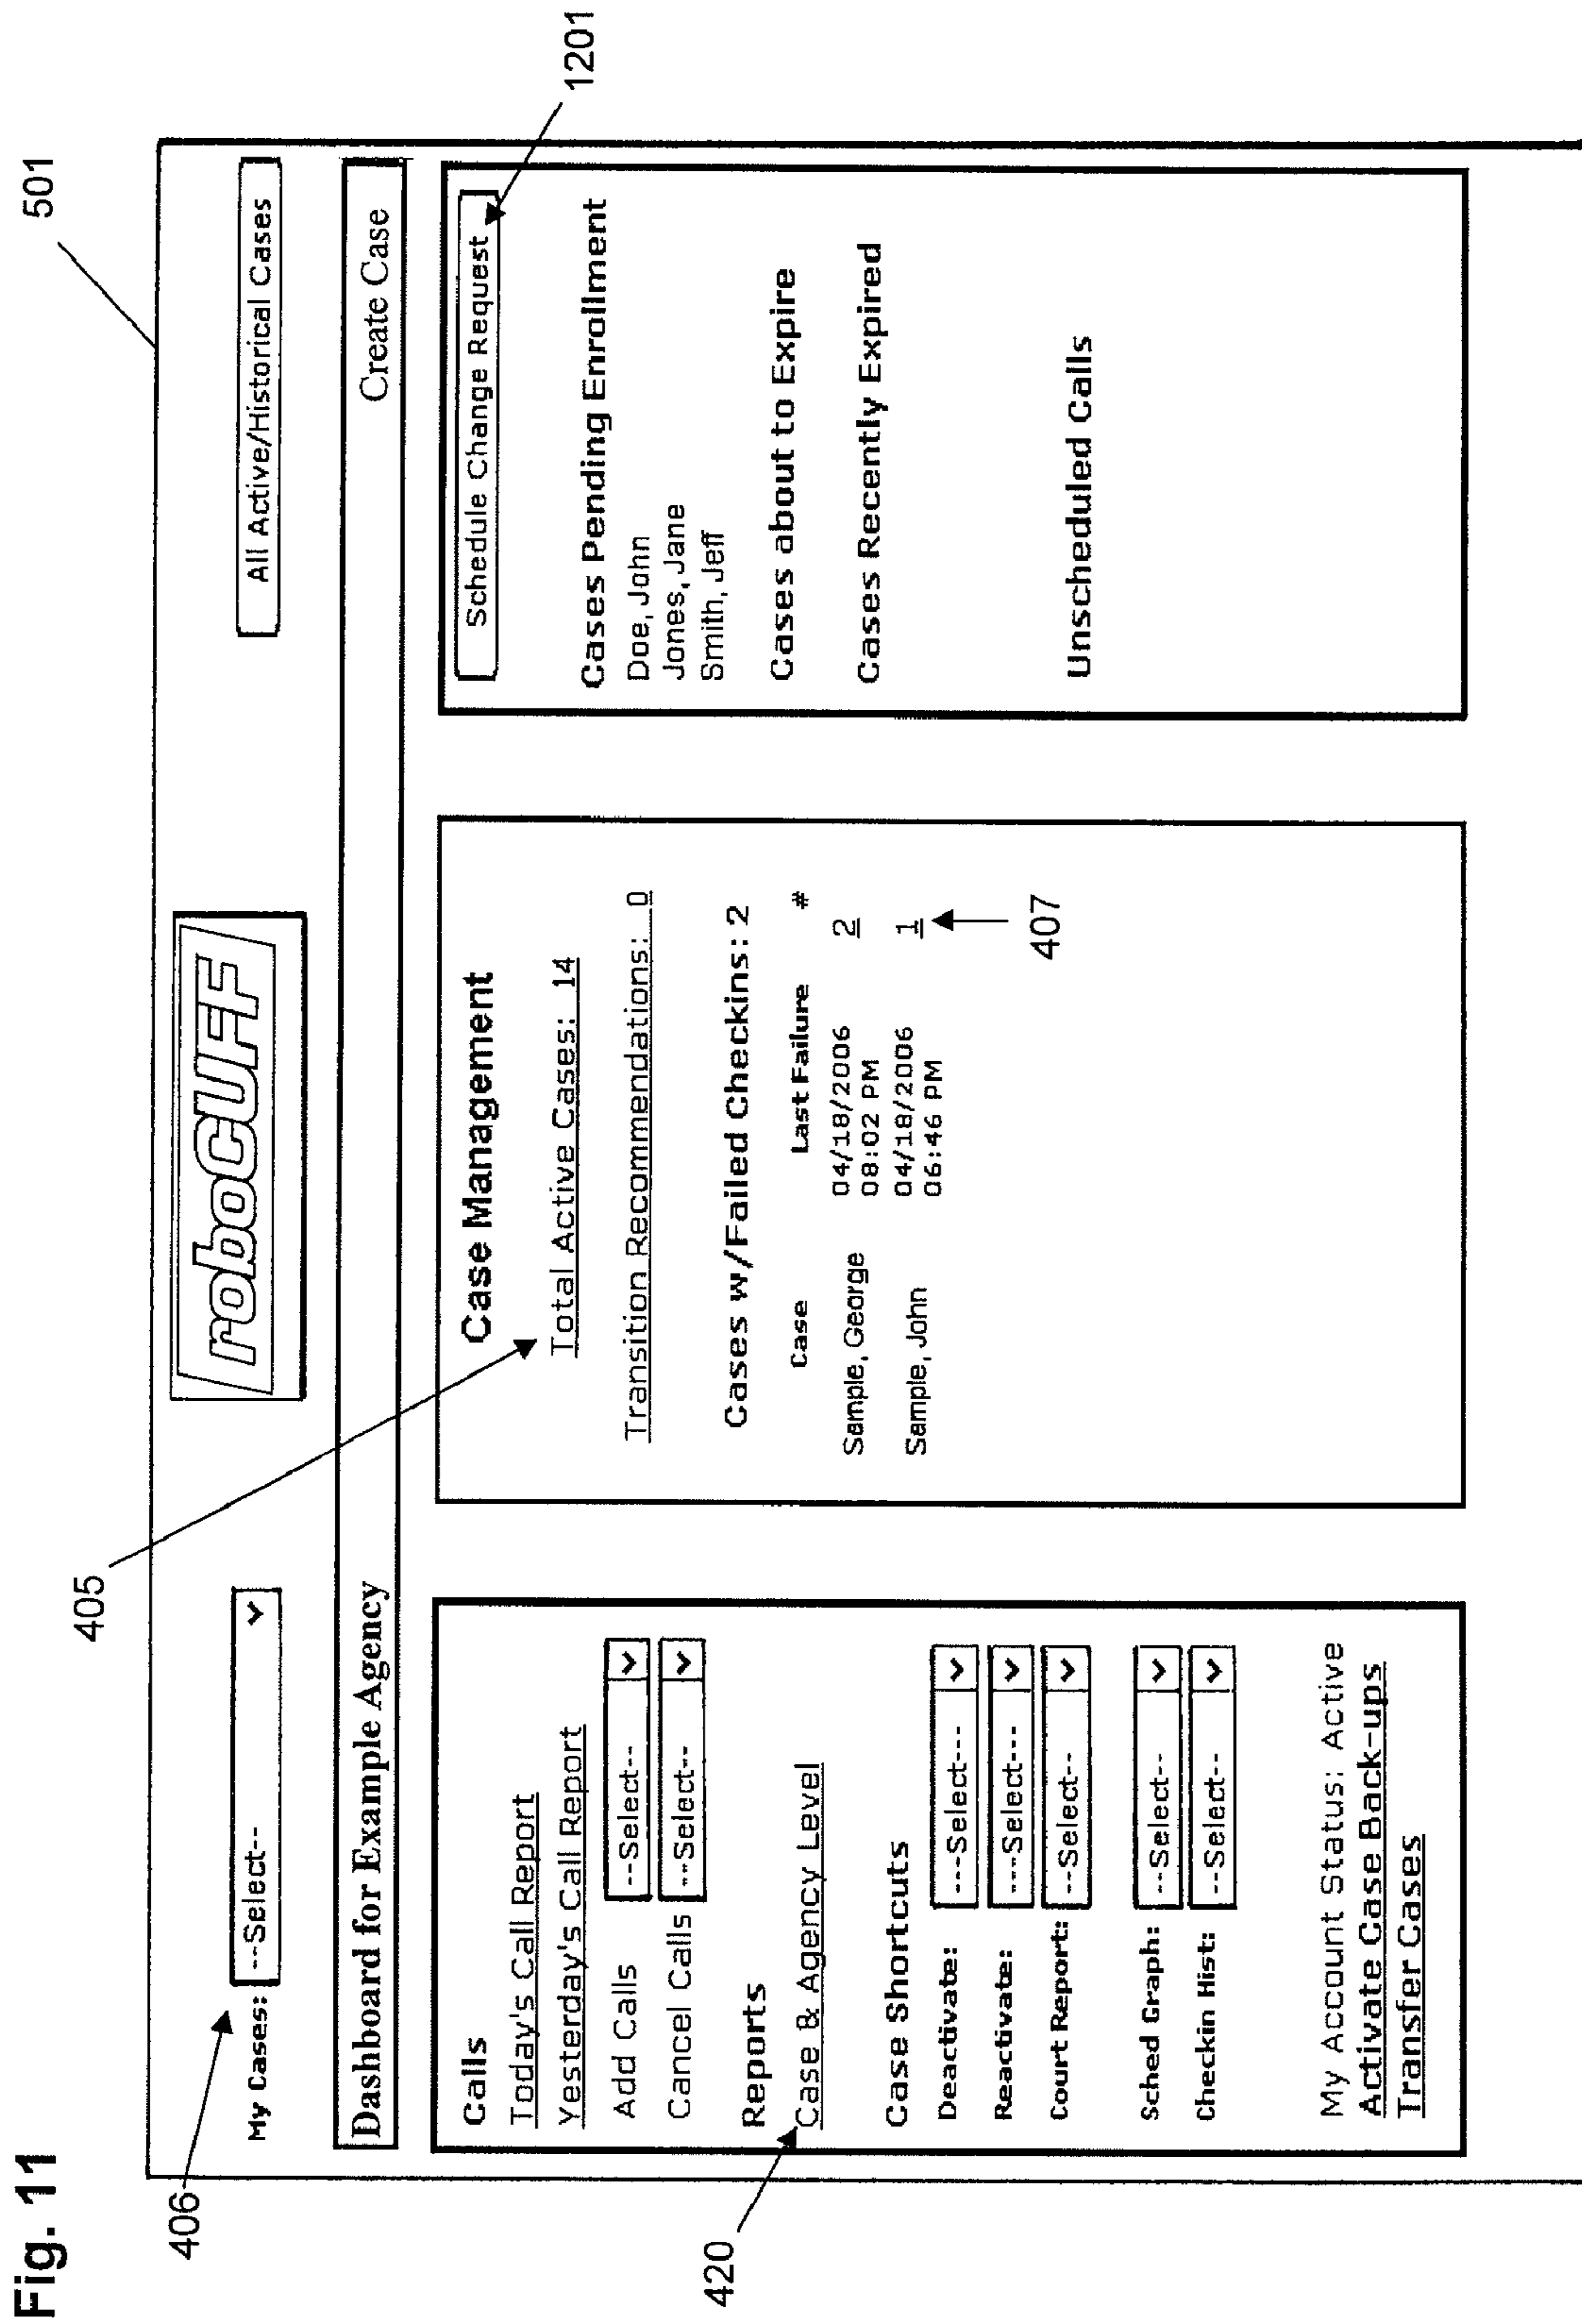 Fig. 11
501
406
405
1201
My Cases: --Select--
roboCUFF
All Active/Historical Cases
Dashboard for Example Agency
Create Case
Calls
Today's Call Report
Yesterday's Call Report
Add Calls --Select--
Cancel Calls --Select--
Reports
Case & Agency Level
420
Case Shortcuts
Deactivate: ---Select---
Reactivate: ---Select---
Court Report: --Select--
Sched Graph: --Select--
Checkin Hist: --Select--
My Account Status: Active
Activate Case Back-ups
Transfer Cases
Case Management
Total Active Cases: 14
Transition Recommendations: 0
Cases w/Failed Checkins: 2
Case Last Failure #
Sample, George 04/18/2006 2
08:02 PM
Sample, John 04/18/2006 1
06:46 PM
407
Schedule Change Request
Cases Pending Enrollment
Doe, John
Jones, Jane
Smith, Jeff
Cases about to Expire
Cases Recently Expired
Unscheduled Calls